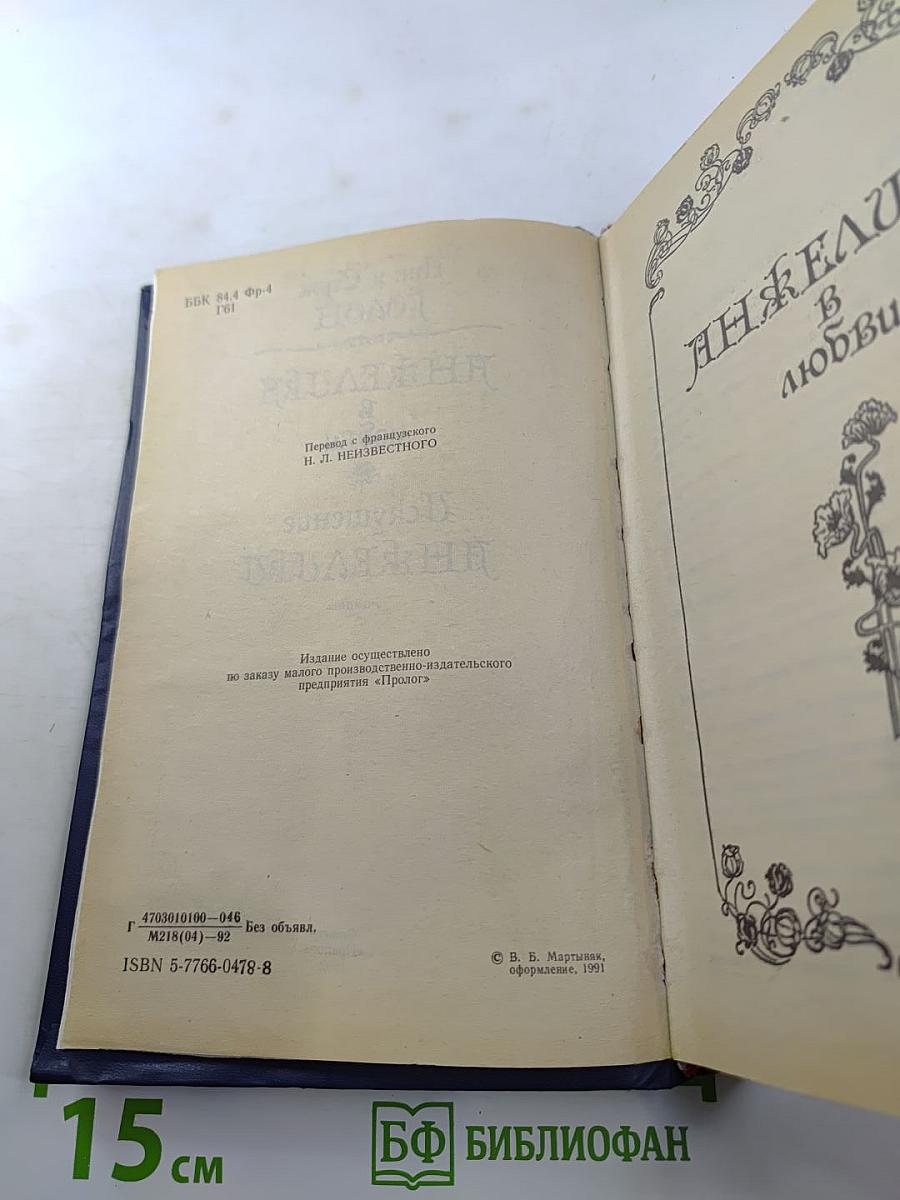 ББК 84.4 Фр-4
Г61
Перевод с французского
Н. Л. НЕИЗВЕСТНОГО
Издание осуществлено
по заказу малого производственно-издательского
предприятия «Пролог»
Г 4703010100—046 Без объявл.
М218(04)—92
ISBN 5-7766-0478-8
© В. Б. Мартыняк,
оформление, 1991
АНЖЕЛИ
в
любви
15 см
БФ БИБЛИОФАН